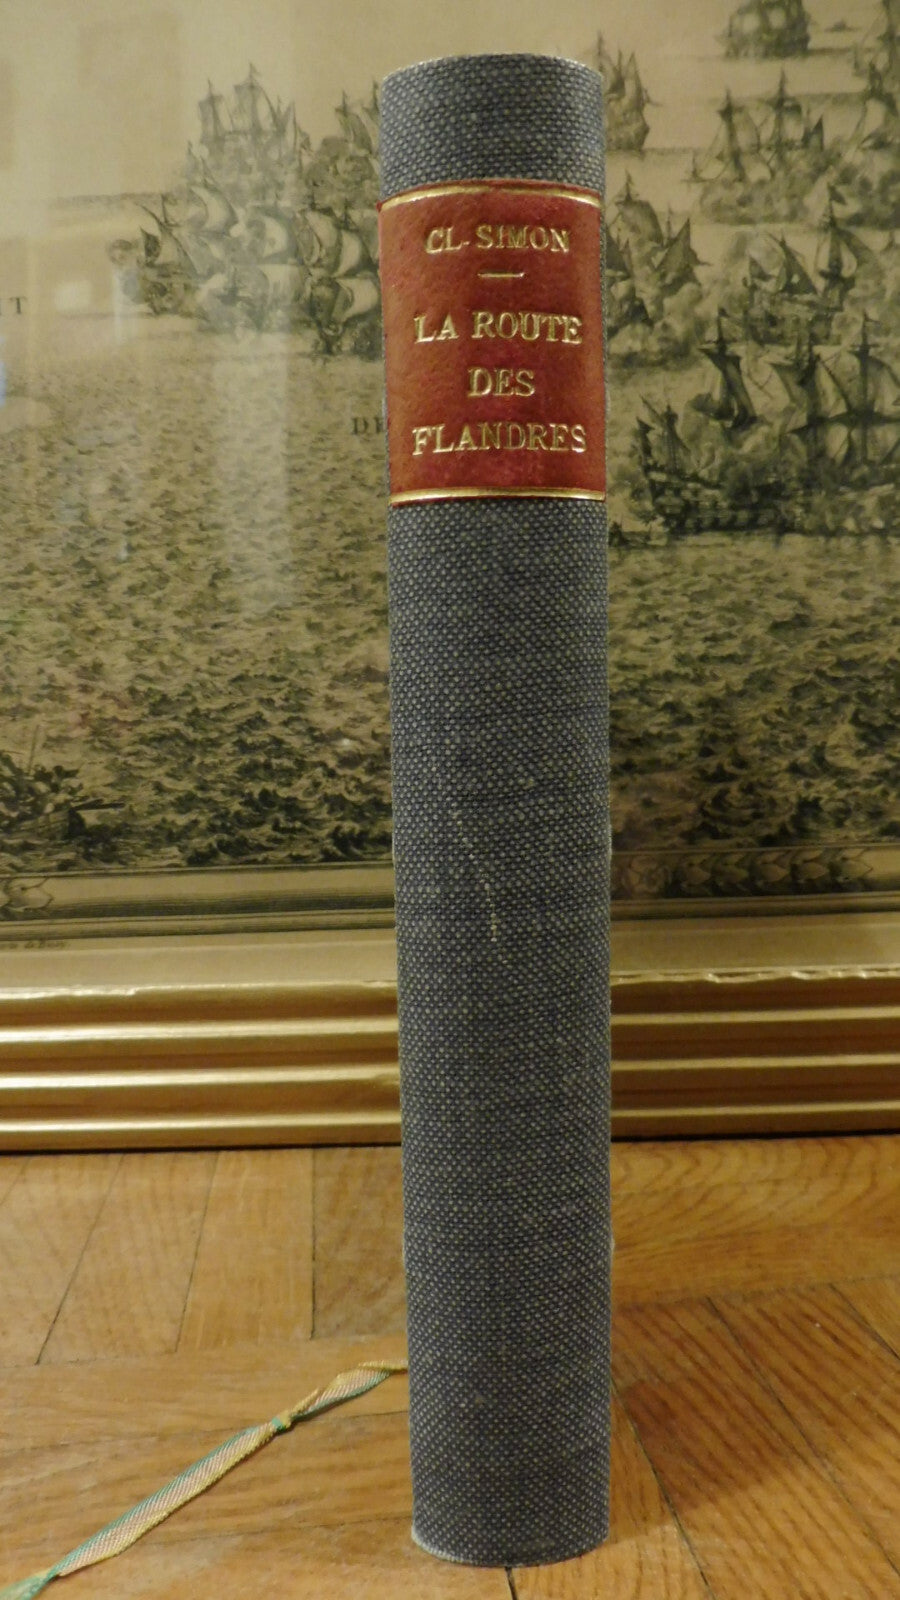 CL. SIMON
LA ROUTE
DES
FLANDRES